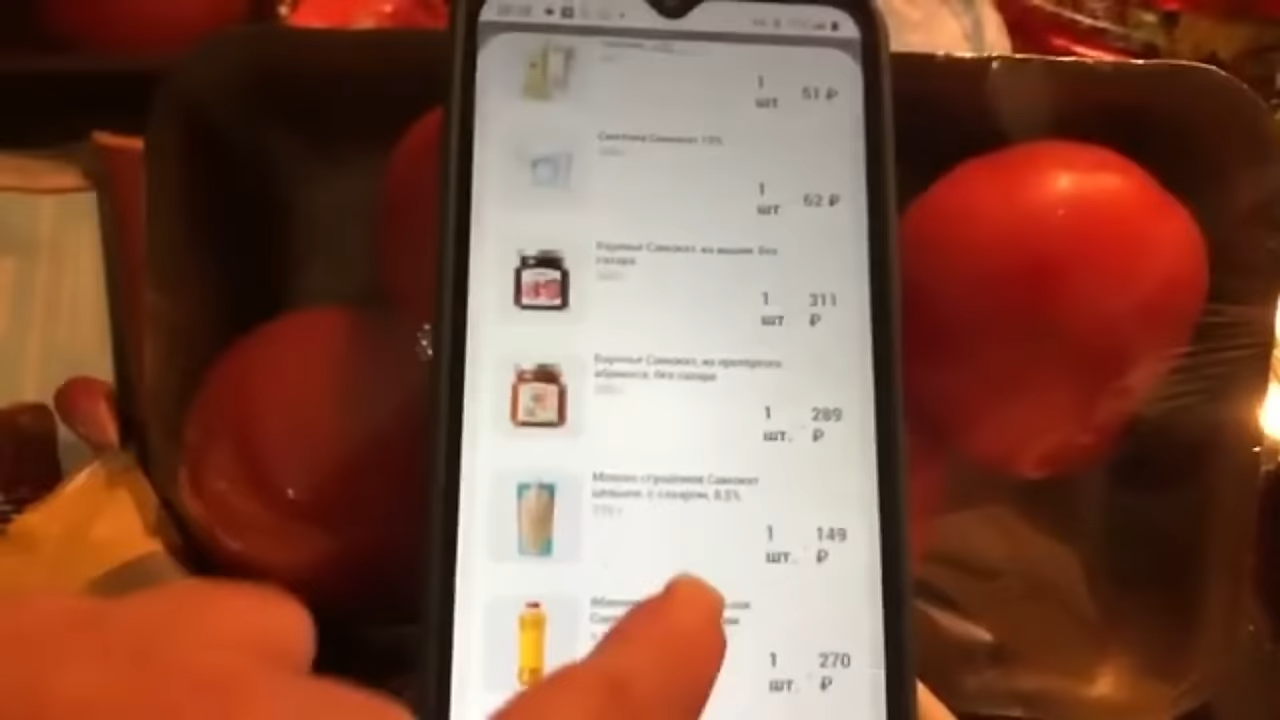 1
шт
51 ₽
Сметана Самокат 15%
1
шт
62 ₽
Варенье Самокат, из вишни без
сахара
1
шт
311
₽
Варенье Самокат, из протёртого
абрикоса, без сахара
1
шт.
289
₽
Молоко сгущённое Самокат
цельное, с сахаром, 8.5%
1
шт.
149
₽
1
шт.
270
₽